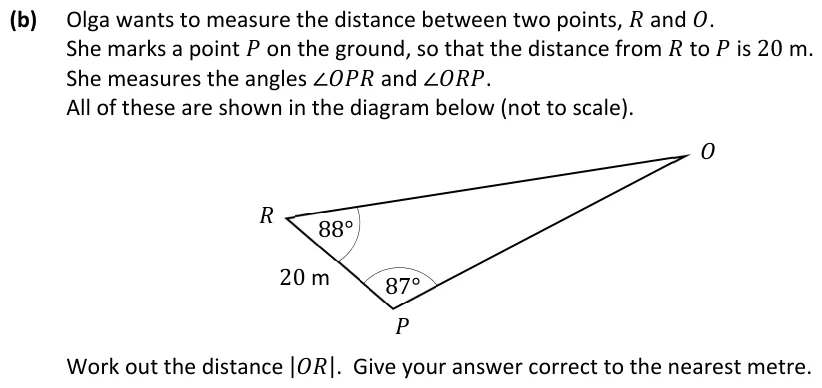 (b) Olga wants to measure the distance between two points, R and O.
She marks a point P on the ground, so that the distance from R to P is 20 m.
She measures the angles ∠OPR and ∠ORP.
All of these are shown in the diagram below (not to scale).
O
R
88°
20 m
87°
P
Work out the distance |OR|. Give your answer correct to the nearest metre.